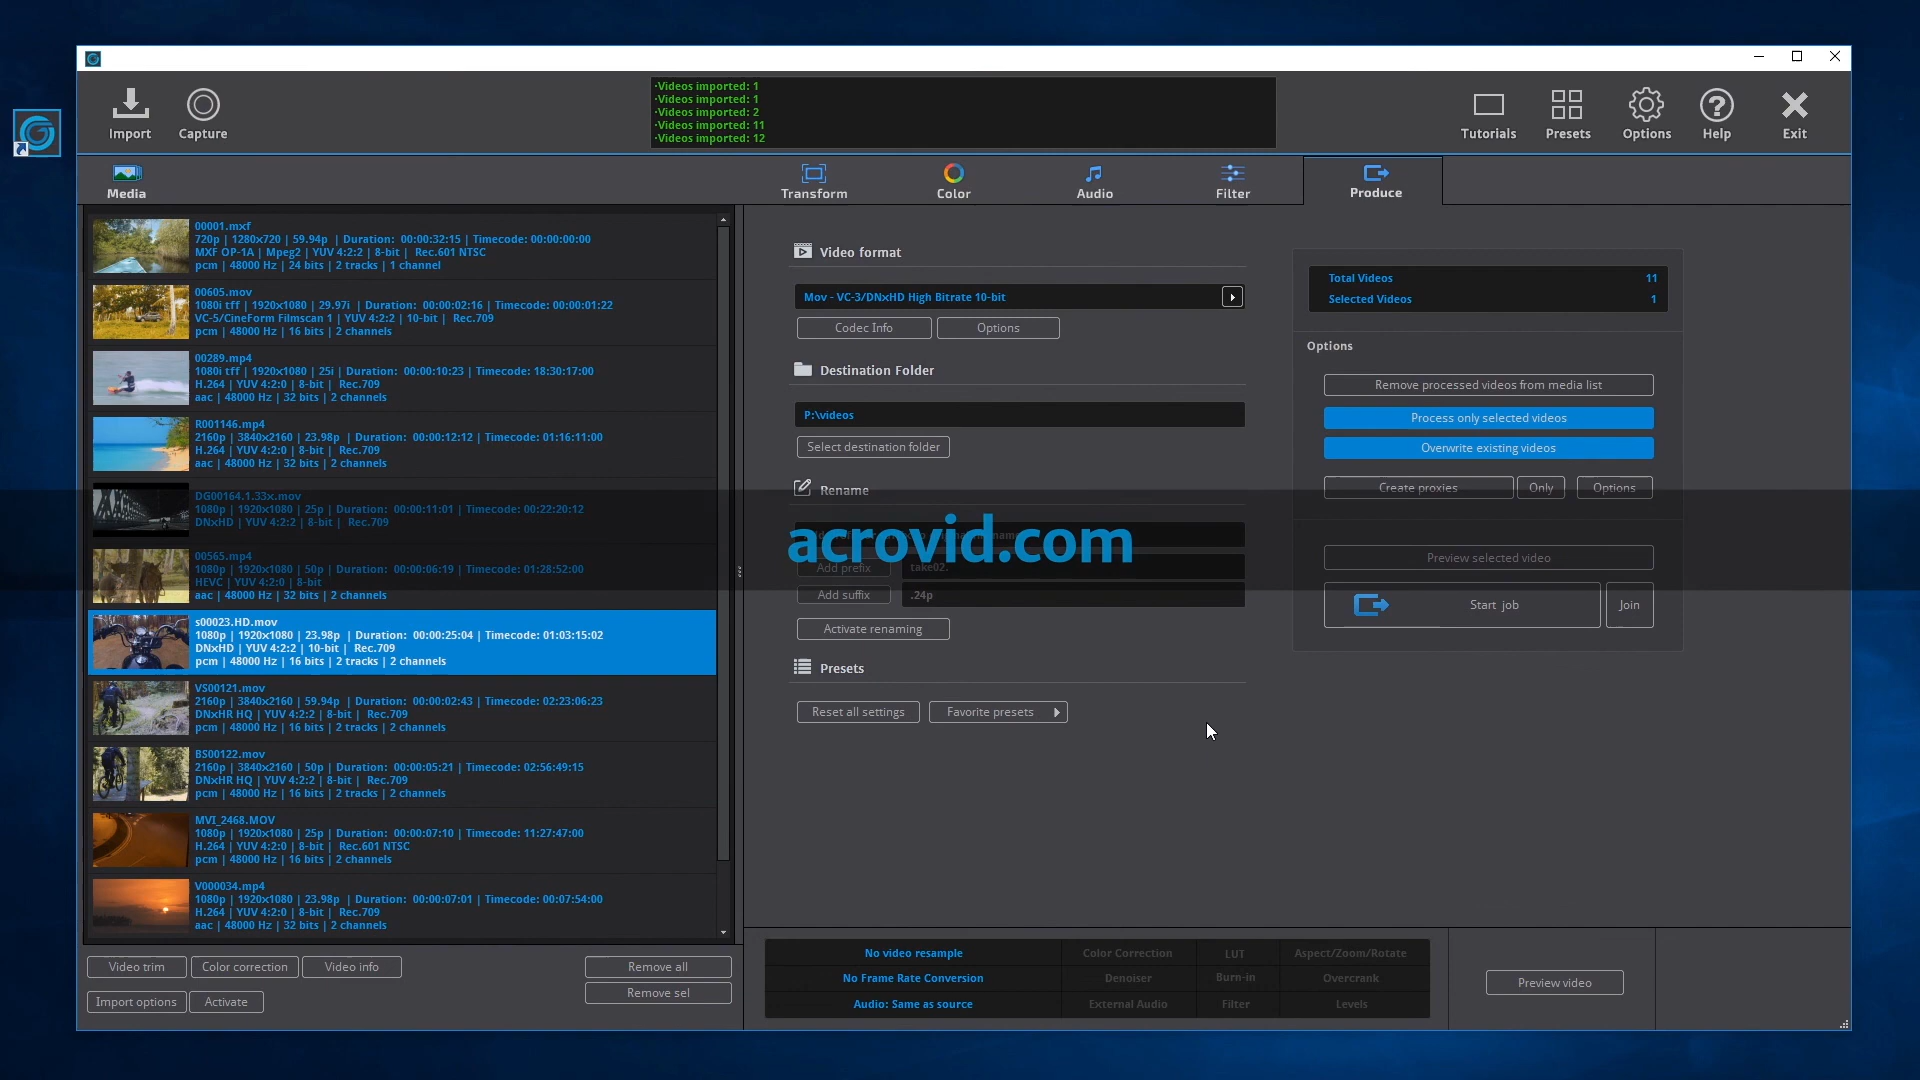 ·Videos imported: 1
·Videos imported: 1
·Videos imported: 2
·Videos imported: 11
·Videos imported: 12
Import
Capture
Tutorials
Presets
Options
Help
Exit
Media
Transform
Color
Audio
Filter
Produce
00001.mxf
720p | 1280x720 | 59.94p | Duration: 00:00:32:15 | Timecode: 00:00:00:00
MXF OP-1A | Mpeg2 | YUV 4:2:2 | 8-bit | Rec.601 NTSC
pcm | 48000 Hz | 24 bits | 2 tracks | 1 channel
00605.mov
1080i tff | 1920x1080 | 29.97i | Duration: 00:00:02:16 | Timecode: 00:00:01:22
VC-5/CineForm Filmscan 1 | YUV 4:2:2 | 10-bit | Rec.709
pcm | 48000 Hz | 16 bits | 2 channels
00289.mp4
1080i tff | 1920x1080 | 25i | Duration: 00:00:10:23 | Timecode: 18:30:17:00
H.264 | YUV 4:2:0 | 8-bit | Rec.709
aac | 48000 Hz | 32 bits | 2 channels
R001146.mp4
2160p | 3840x2160 | 23.98p | Duration: 00:00:12:12 | Timecode: 01:16:11:00
H.264 | YUV 4:2:0 | 8-bit | Rec.709
aac | 48000 Hz | 32 bits | 2 channels
DG00164.1.33x.mov
1080p | 1920x1080 | 25p | Duration: 00:00:11:01 | Timecode: 00:22:20:12
DNxHD | YUV 4:2:2 | 8-bit | Rec.709
00565.mp4
1080p | 1920x1080 | 50p | Duration: 00:00:06:19 | Timecode: 01:28:52:00
HEVC | YUV 4:2:0 | 8-bit
aac | 48000 Hz | 32 bits | 2 channels
s00023.HD.mov
1080p | 1920x1080 | 23.98p | Duration: 00:00:25:04 | Timecode: 01:03:15:02
DNxHD | YUV 4:2:2 | 10-bit | Rec.709
pcm | 48000 Hz | 16 bits | 2 tracks | 2 channels
VS00121.mov
2160p | 3840x2160 | 59.94p | Duration: 00:00:02:43 | Timecode: 02:23:06:23
DNxHR HQ | YUV 4:2:2 | 8-bit | Rec.709
pcm | 48000 Hz | 16 bits | 2 tracks | 2 channels
BS00122.mov
2160p | 3840x2160 | 50p | Duration: 00:00:05:21 | Timecode: 02:56:49:15
DNxHR HQ | YUV 4:2:2 | 8-bit | Rec.709
pcm | 48000 Hz | 16 bits | 2 tracks | 2 channels
MVI_2468.MOV
1080p | 1920x1080 | 25p | Duration: 00:00:07:10 | Timecode: 11:27:47:00
H.264 | YUV 4:2:0 | 8-bit | Rec.601 NTSC
pcm | 48000 Hz | 16 bits | 2 channels
V000034.mp4
1080p | 1920x1080 | 23.98p | Duration: 00:00:07:01 | Timecode: 00:07:54:00
H.264 | YUV 4:2:0 | 8-bit | Rec.709
aac | 48000 Hz | 32 bits | 2 channels
Video trim
Color correction
Video info
Remove all
Import options
Activate
Remove sel
Video format
Mov - VC-3/DNxHD High Bitrate 10-bit
Codec Info
Options
Destination Folder
P:\videos
Select destination folder
Rename
acrovid.com
Add prefix
take02.
Add suffix
.24p
Activate renaming
Presets
Reset all settings
Favorite presets
Total Videos 11
Selected Videos 1
Options
Remove processed videos from media list
Process only selected videos
Overwrite existing videos
Create proxies
Only
Options
Preview selected video
Start job
Join
No video resample
Color Correction
LUT
Aspect/Zoom/Rotate
No Frame Rate Conversion
Denoiser
Burn-in
Overcrank
Audio: Same as source
External Audio
Filter
Levels
Preview video